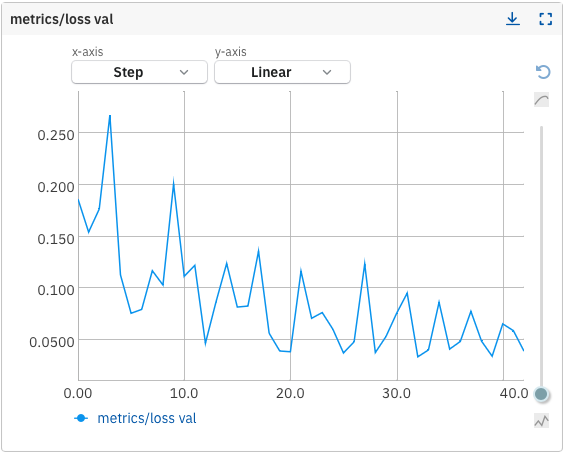 metrics/loss val
x-axis
y-axis
Step
Linear
0.250
0.200
0.150
0.100
0.0500
0.00
10.0
20.0
30.0
40.0
metrics/loss val